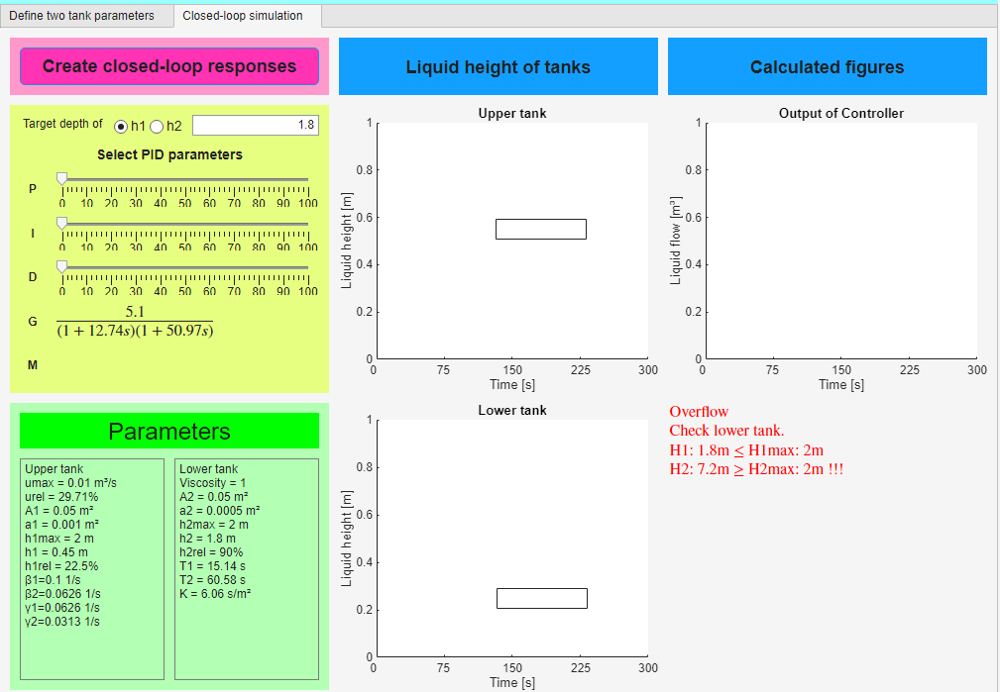 Define two tank parameters
Closed-loop simulation
Create closed-loop responses
Target depth of h1 h2 1.8
Select PID parameters
P
0 10 20 30 40 50 60 70 80 90 100
I
0 10 20 30 40 50 60 70 80 90 100
D
0 10 20 30 40 50 60 70 80 90 100
G
5.1
(1 + 12.74s)(1 + 50.97s)
M
Parameters
Upper tank
umax = 0.01 m³/s
urel = 29.71%
A1 = 0.05 m²
a1 = 0.001 m²
h1max = 2 m
h1 = 0.45 m
h1rel = 22.5%
β1=0.1 1/s
β2=0.0626 1/s
γ1=0.0626 1/s
γ2=0.0313 1/s
Lower tank
Viscosity = 1
A2 = 0.05 m²
a2 = 0.0005 m²
h2max = 2 m
h2 = 1.8 m
h2rel = 90%
T1 = 15.14 s
T2 = 60.58 s
K = 6.06 s/m²
Liquid height of tanks
Upper tank
Liquid height [m]
1
0.8
0.6
0.4
0.2
0
0 75 150 225 300
Time [s]
Lower tank
Liquid height [m]
1
0.8
0.6
0.4
0.2
0
0 75 150 225 300
Time [s]
Calculated figures
Output of Controller
Liquid flow [m³]
1
0.8
0.6
0.4
0.2
0
0 75 150 225 300
Time [s]
Overflow
Check lower tank.
H1: 1.8m ≤ H1max: 2m
H2: 7.2m ≥ H2max: 2m !!!